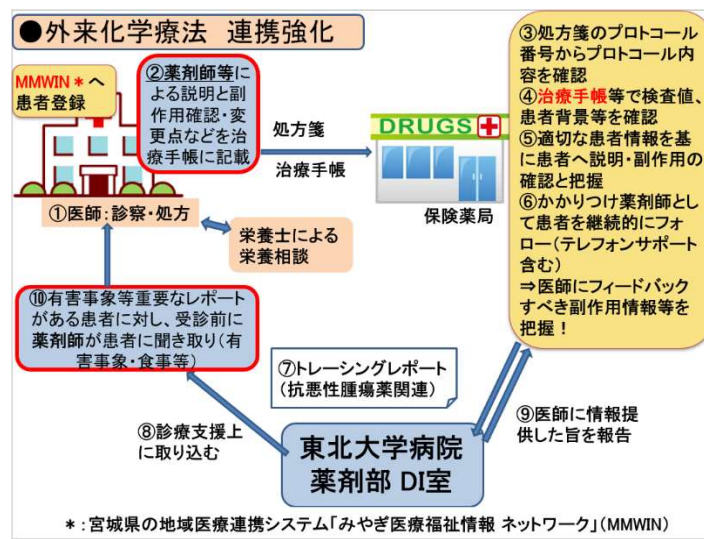 ●外来化学療法 連携強化
MMWIN*へ
患者登録
②薬剤師等に
よる説明と副
作用確認・変
更点などを治
療手帳に記載
①医師:診察・処方
栄養士による
栄養相談
処方箋
治療手帳
DRUGS
保険薬局
③処方箋のプロトコール
番号からプロトコール内
容を確認
④治療手帳等で検査値、
患者背景等を確認
⑤適切な患者情報を基
に患者へ説明・副作用の
確認と把握
⑥かかりつけ薬剤師とし
て患者を継続的にフォ
ロー(テレフォンサポート
含む)
⇒医師にフィードバック
すべき副作用情報等を
把握!
⑦トレーシングレポート
(抗悪性腫瘍薬関連)
東北大学病院
薬剤部 DI室
⑧診療支援上
に取り込む
⑨医師に情報提
供した旨を報告
⑩有害事象等重要なレポート
がある患者に対し、受診前に
薬剤師が患者に聞き取り(有
害事象・食事等)
*:宮城県の地域医療連携システム「みやぎ医療福祉情報 ネットワーク」(MMWIN)